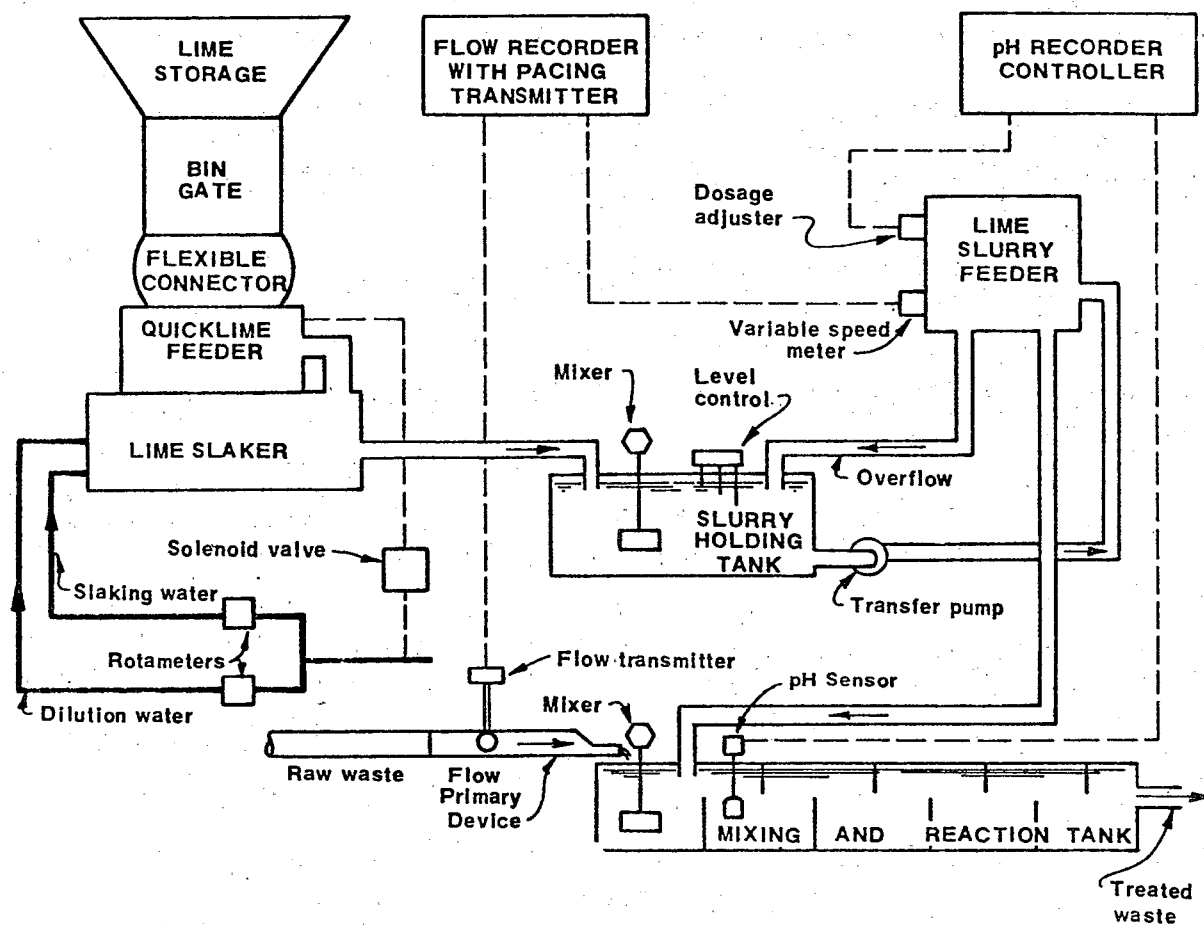 LIME
STORAGE
FLOW RECORDER
WITH PACING
TRANSMITTER
pH RECORDER
CONTROLLER
BIN
GATE
Dosage
adjuster
LIME
SLURRY
FEEDER
FLEXIBLE
CONNECTOR
QUICKLIME
FEEDER
Variable speed
meter
Mixer
Level
control
LIME SLAKER
Overflow
SLURRY
HOLDING
TANK
Solenoid valve
Slaking water
Transfer pump
Rotameters
Flow transmitter
pH Sensor
Dilution water
Mixer
Raw waste
Flow
Primary
Device
MIXING AND REACTION TANK
Treated
waste